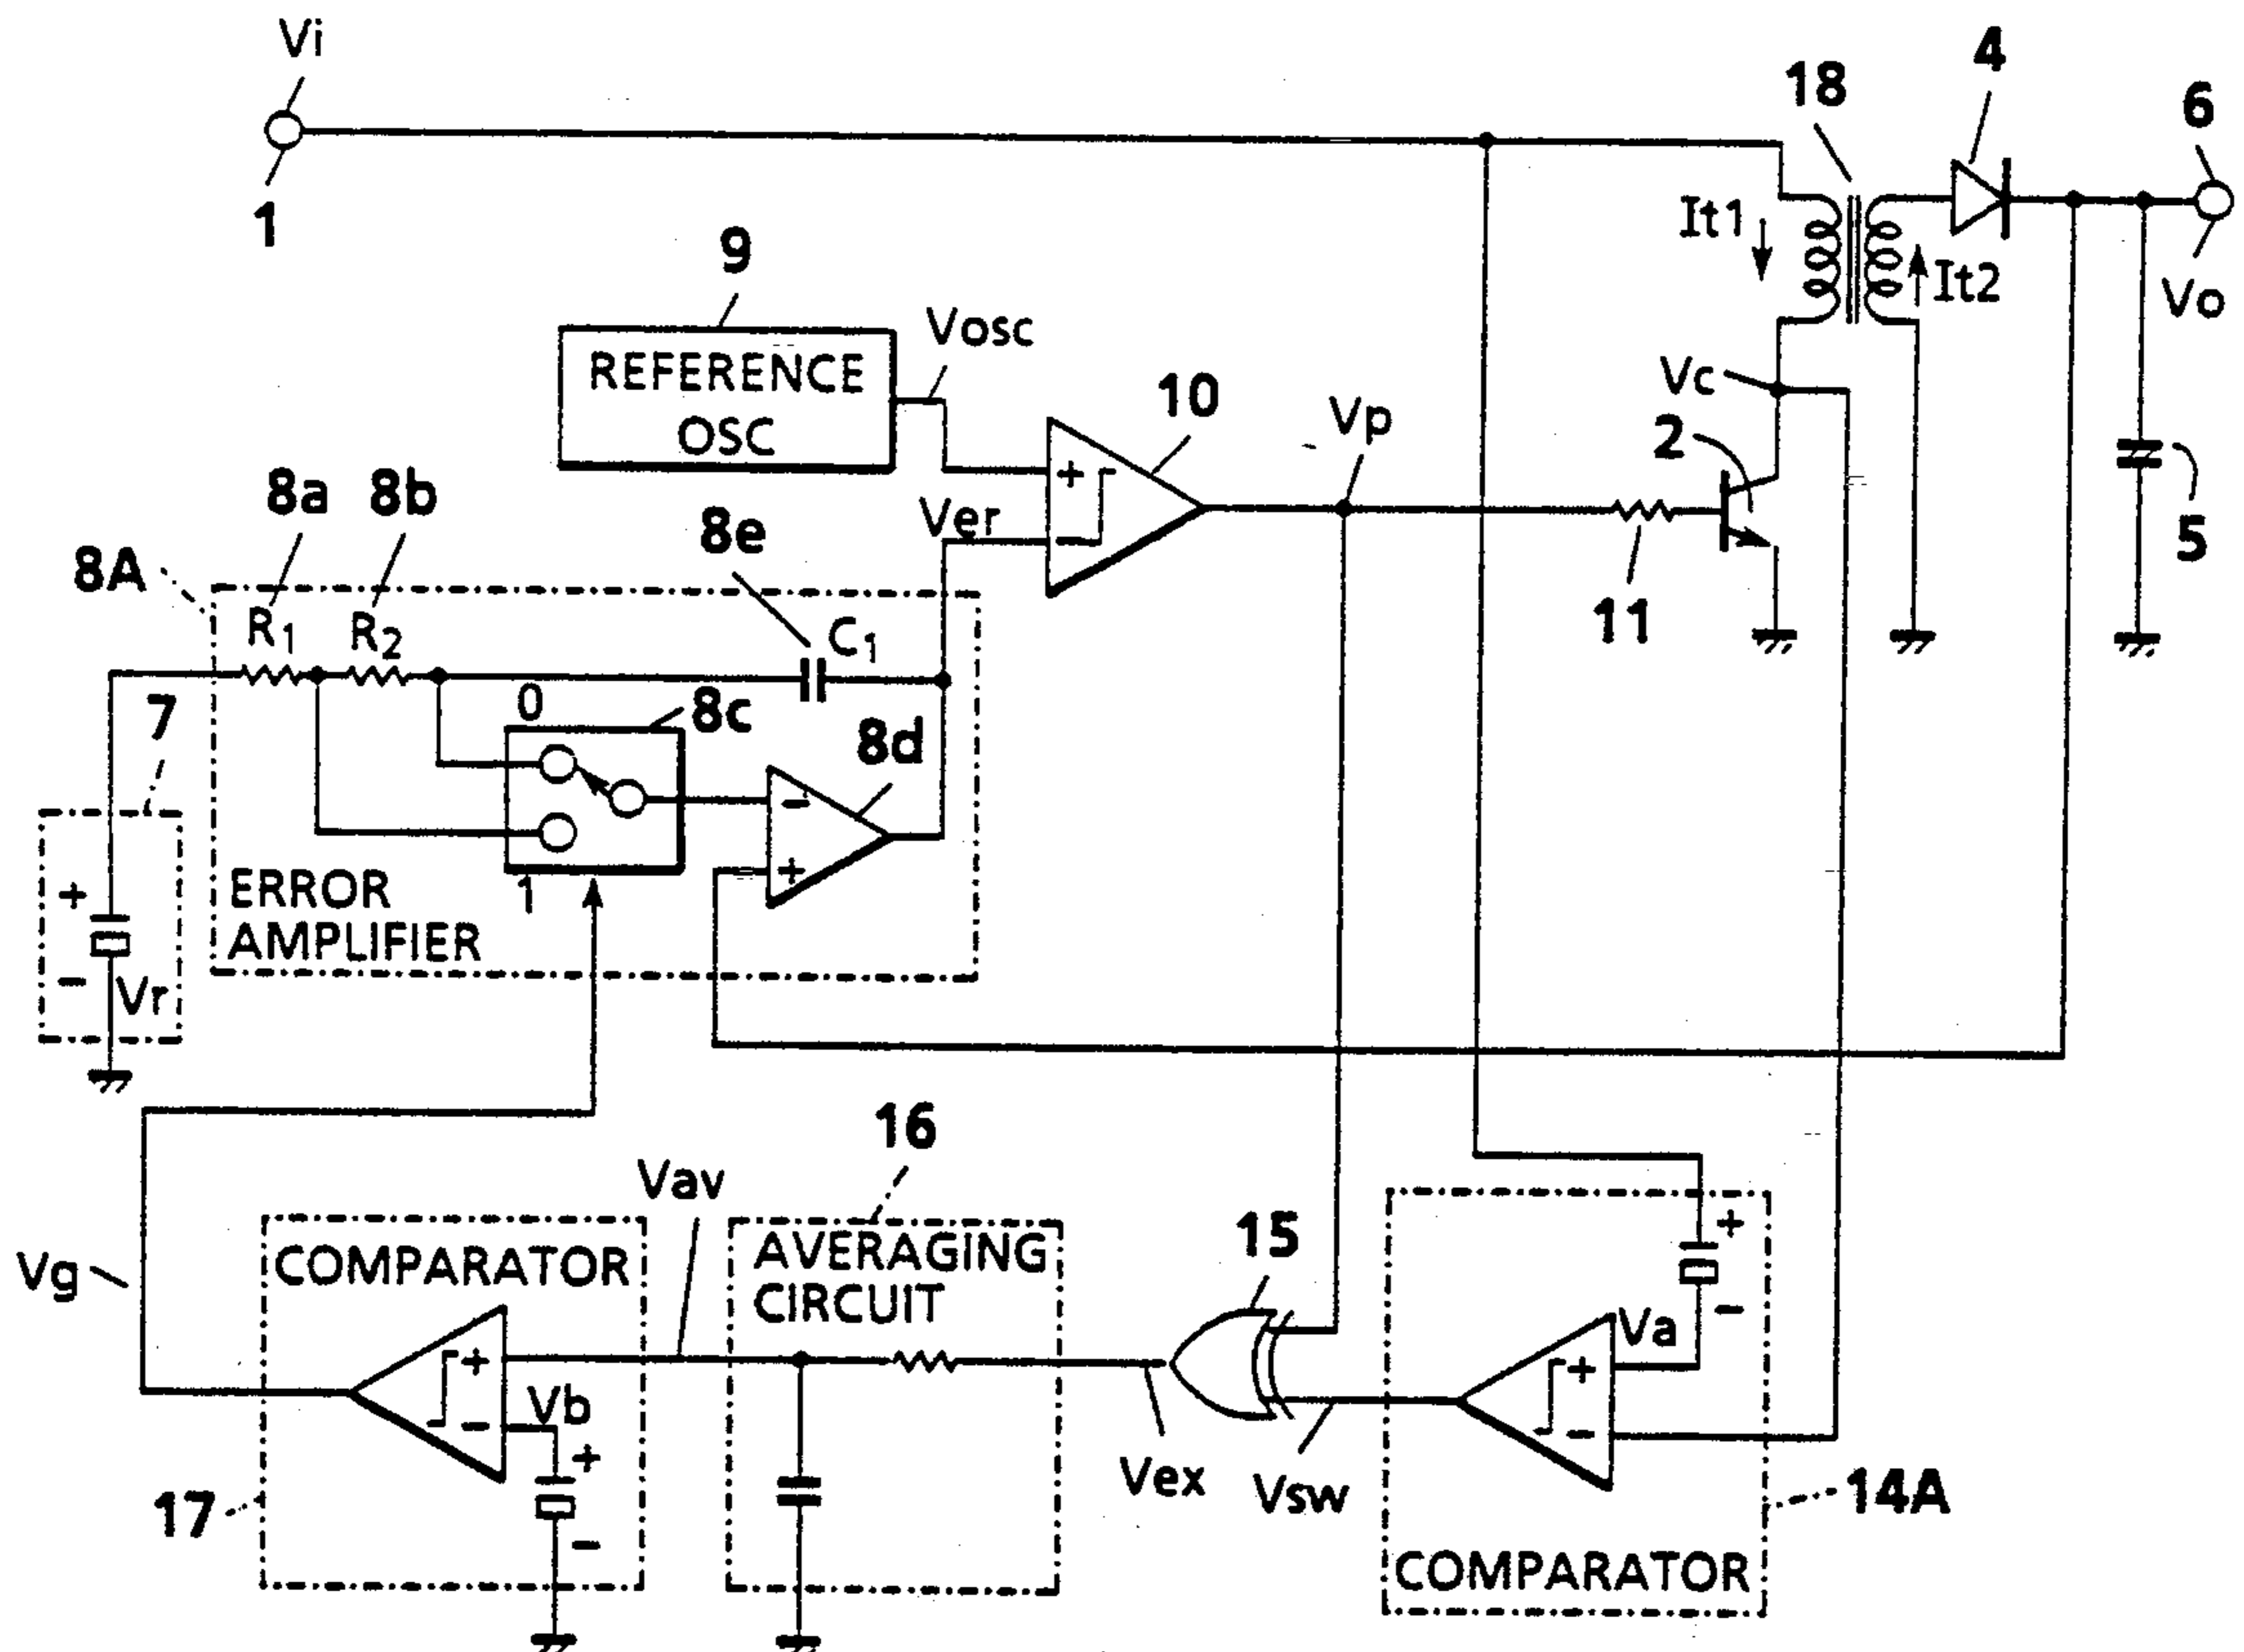 Vi
1
18
4
6
It1
It2
Vo
9
Vosc
REFERENCE
OSC
10
Vp
Vc
2
8a
8b
8e
Ver
+
−
11
5
8A
R1
R2
C1
7
0
8c
8d
−
+
1
ERROR
AMPLIFIER
+
−
Vr
16
Vav
15
Vg
COMPARATOR
AVERAGING
CIRCUIT
+
−
Va
+
−
+
Vb
−
+
−
17
Vex
Vsw
14A
COMPARATOR